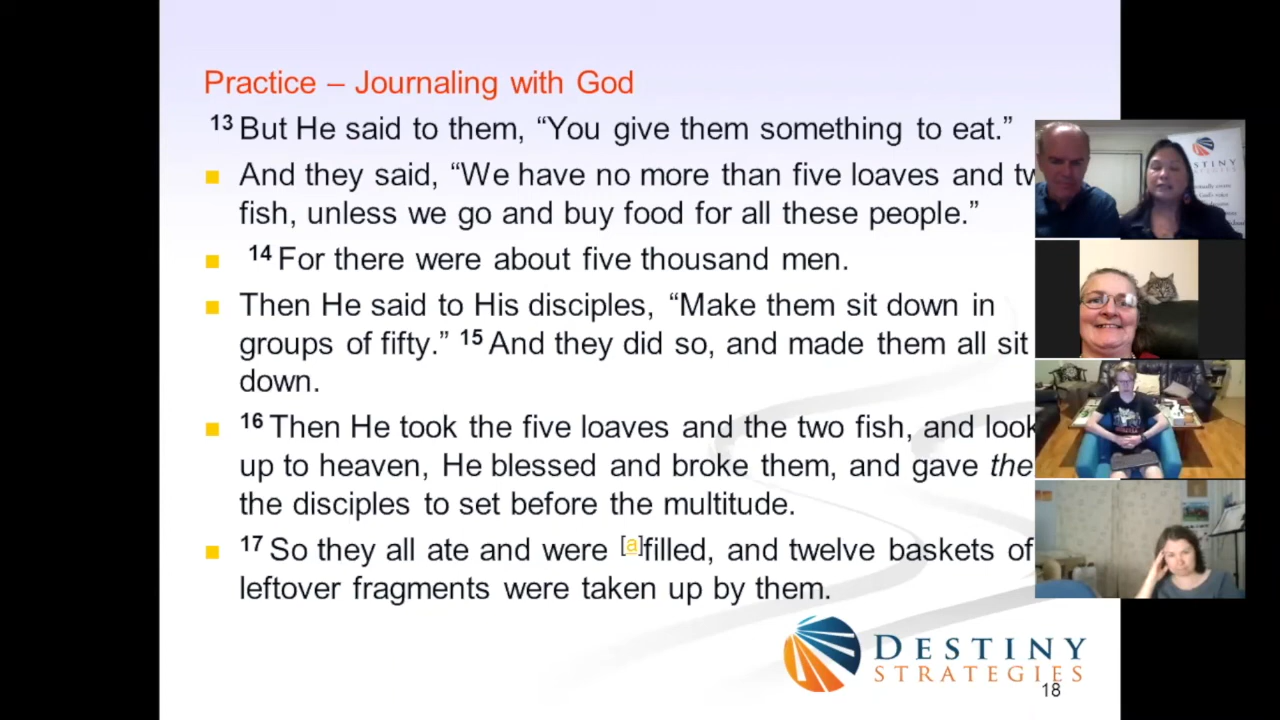 Practice – Journaling with God
13 But He said to them, “You give them something to eat.”
And they said, “We have no more than five loaves and
fish, unless we go and buy food for all these people.”
14 For there were about five thousand men.
Then He said to His disciples, “Make them sit down in
groups of fifty.” 15 And they did so, and made them all sit
down.
16 Then He took the five loaves and the two fish, and
up to heaven, He blessed and broke them, and gave
the disciples to set before the multitude.
17 So they all ate and were [a]filled, and twelve baskets of
leftover fragments were taken up by them.
DESTINY
STRATEGIES
18
STRATEGIES